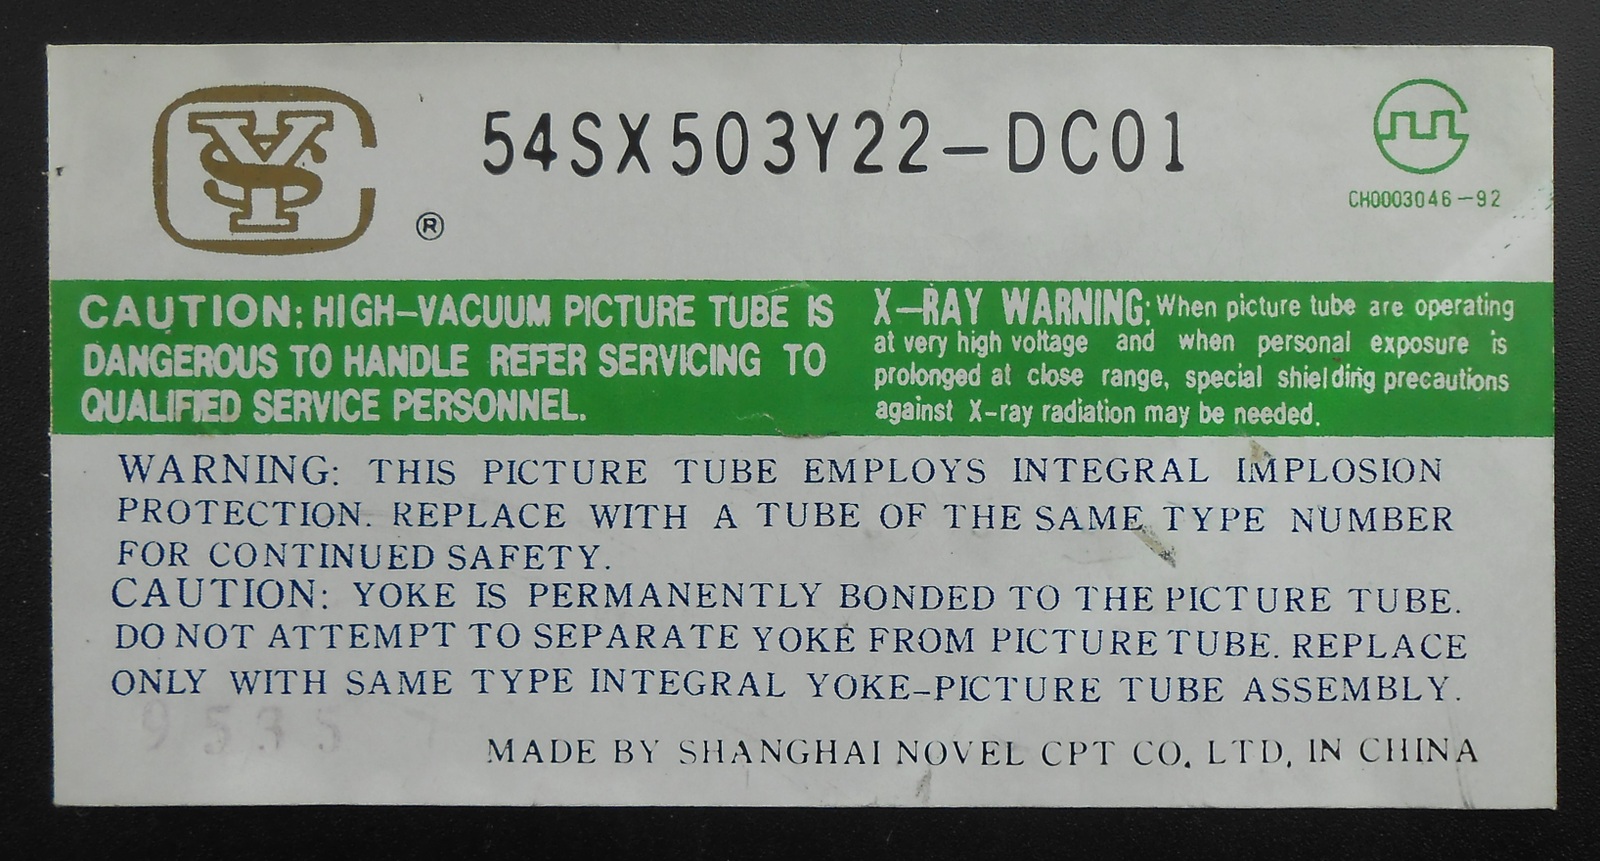 54SX503Y22-DC01
®
CH0003046-92
CAUTION: HIGH-VACUUM PICTURE TUBE IS
DANGEROUS TO HANDLE REFER SERVICING TO
QUALIFIED SERVICE PERSONNEL.
X-RAY WARNING: When picture tube are operating
at very high voltage and when personal exposure is
prolonged at close range, special shielding precautions
against X-ray radiation may be needed.
WARNING: THIS PICTURE TUBE EMPLOYS INTEGRAL IMPLOSION
PROTECTION. REPLACE WITH A TUBE OF THE SAME TYPE NUMBER
FOR CONTINUED SAFETY.
CAUTION: YOKE IS PERMANENTLY BONDED TO THE PICTURE TUBE.
DO NOT ATTEMPT TO SEPARATE YOKE FROM PICTURE TUBE. REPLACE
ONLY WITH SAME TYPE INTEGRAL YOKE-PICTURE TUBE ASSEMBLY.
MADE BY SHANGHAI NOVEL CPT CO. LTD. IN CHINA